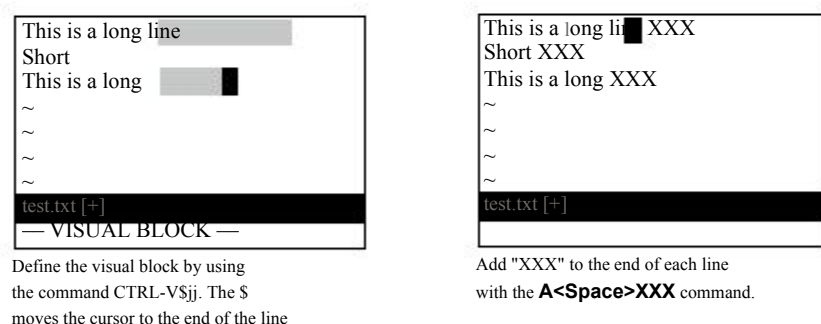 This is a long line
Short
This is a long
~
~
~
~
test.txt [+]
— VISUAL BLOCK —
Define the visual block by using
the command CTRL-V$jj. The $
moves the cursor to the end of the line
This is a long li XXX
Short XXX
This is a long XXX
~
~
~
~
test.txt [+]
Add "XXX" to the end of each line
with the A<Space>XXX command.